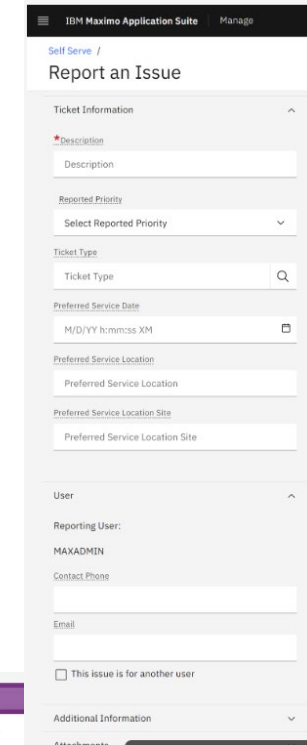 IBM Maximo Application Suite Manage
Self Serve /
Report an Issue
Ticket Information
*Description
Description
Reported Priority
Select Reported Priority
Ticket Type
Ticket Type
Preferred Service Date
M/D/YY h:mm:ss XM
Preferred Service Location
Preferred Service Location
Preferred Service Location Site
Preferred Service Location Site
User
Reporting User:
MAXADMIN
Contact Phone
Email
This issue is for another user
Additional Information
Attachments